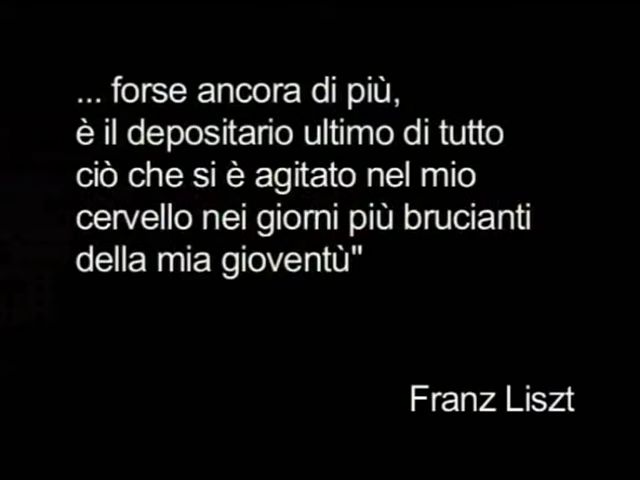 ... forse ancora di più,
è il depositario ultimo di tutto
ciò che si è agitato nel mio
cervello nei giorni più brucianti
della mia gioventù"
Franz Liszt